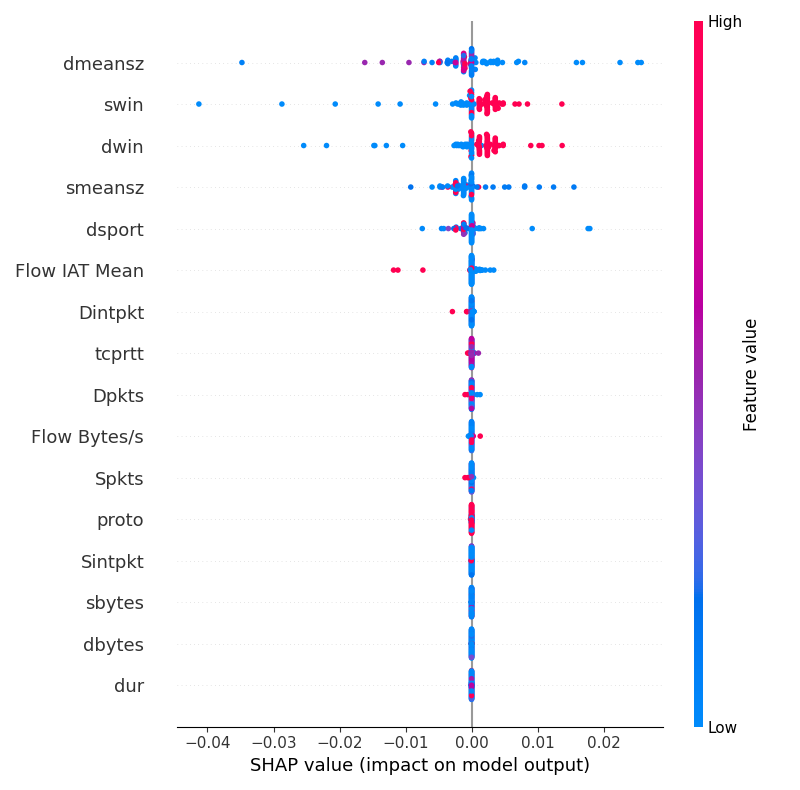 High
dmeansz
swin
dwin
smeansz
dsport
Flow IAT Mean
Dintpkt
tcprtt
Dpkts
Flow Bytes/s
Spkts
proto
Sintpkt
sbytes
dbytes
dur
Feature value
Low
−0.04 −0.03 −0.02 −0.01 0.00 0.01 0.02
SHAP value (impact on model output)